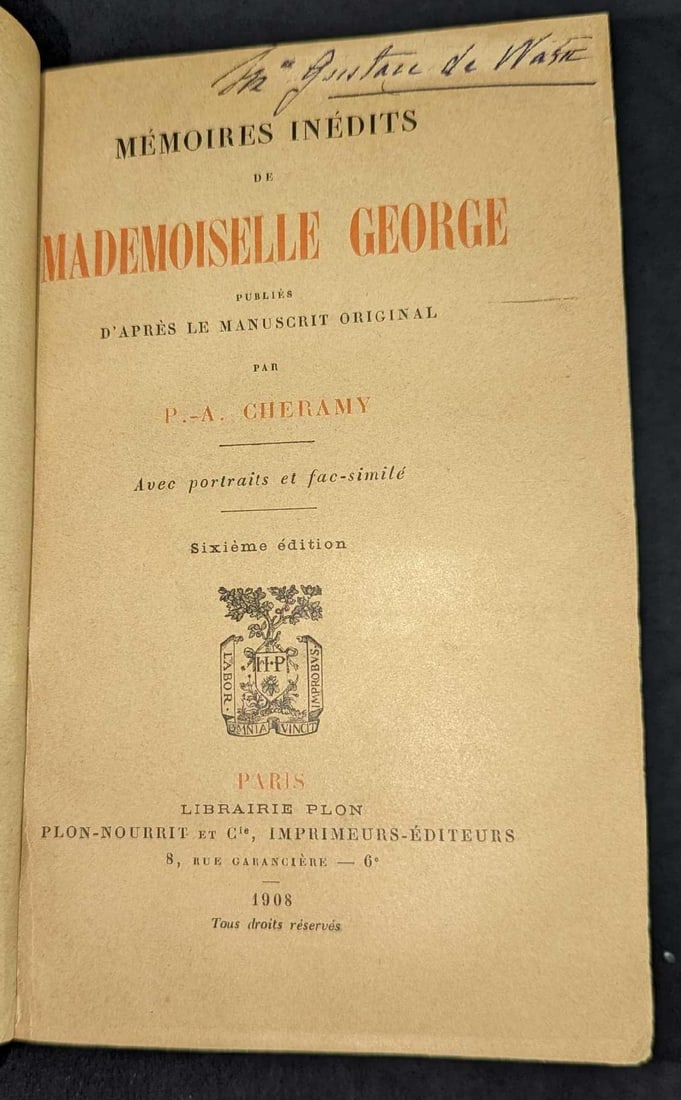 Mme Gustave de
MÉMOIRES INÉDITS
DE
MADEMOISELLE GEORGE
PUBLIÉS
D'APRÈS LE MANUSCRIT ORIGINAL
PAR
P.-A. CHERAMY
Avec portraits et fac-similé
Sixième édition
H·P
LABOR·
IMPROBVS·
OMNIA VINCIT
PARIS
LIBRAIRIE PLON
PLON-NOURRIT ET Cie, IMPRIMEURS-ÉDITEURS
8, RUE GARANCIÈRE — 6e
1908
Tous droits réservés